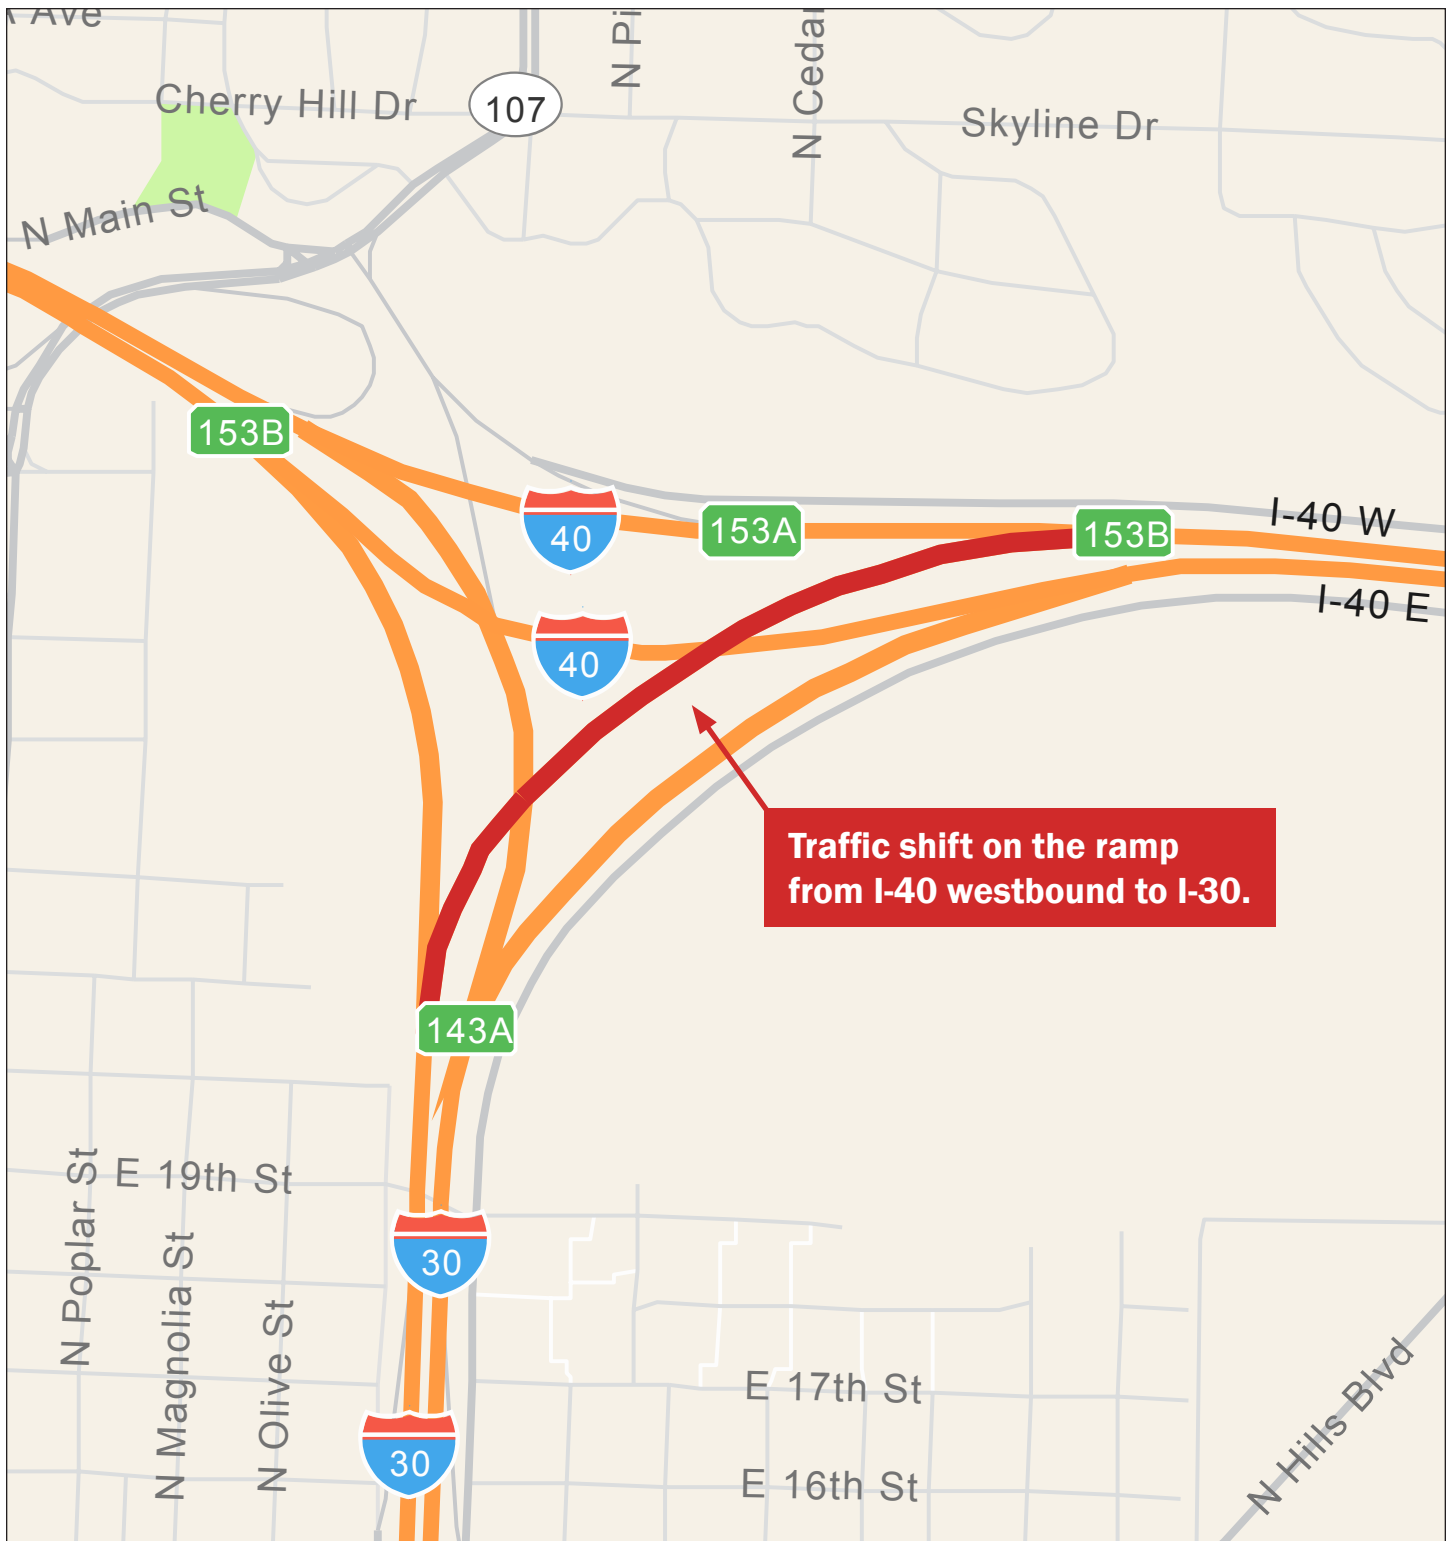 Ave
N Pi
N Cedar
Cherry Hill Dr
107
Skyline Dr
N Main St
153B
40
153A
153B
I-40 W
I-40 E
40
Traffic shift on the ramp
from I-40 westbound to I-30.
143A
E 19th St
N Poplar St
N Magnolia St
N Olive St
30
E 17th St
N Hills Blvd
30
E 16th St